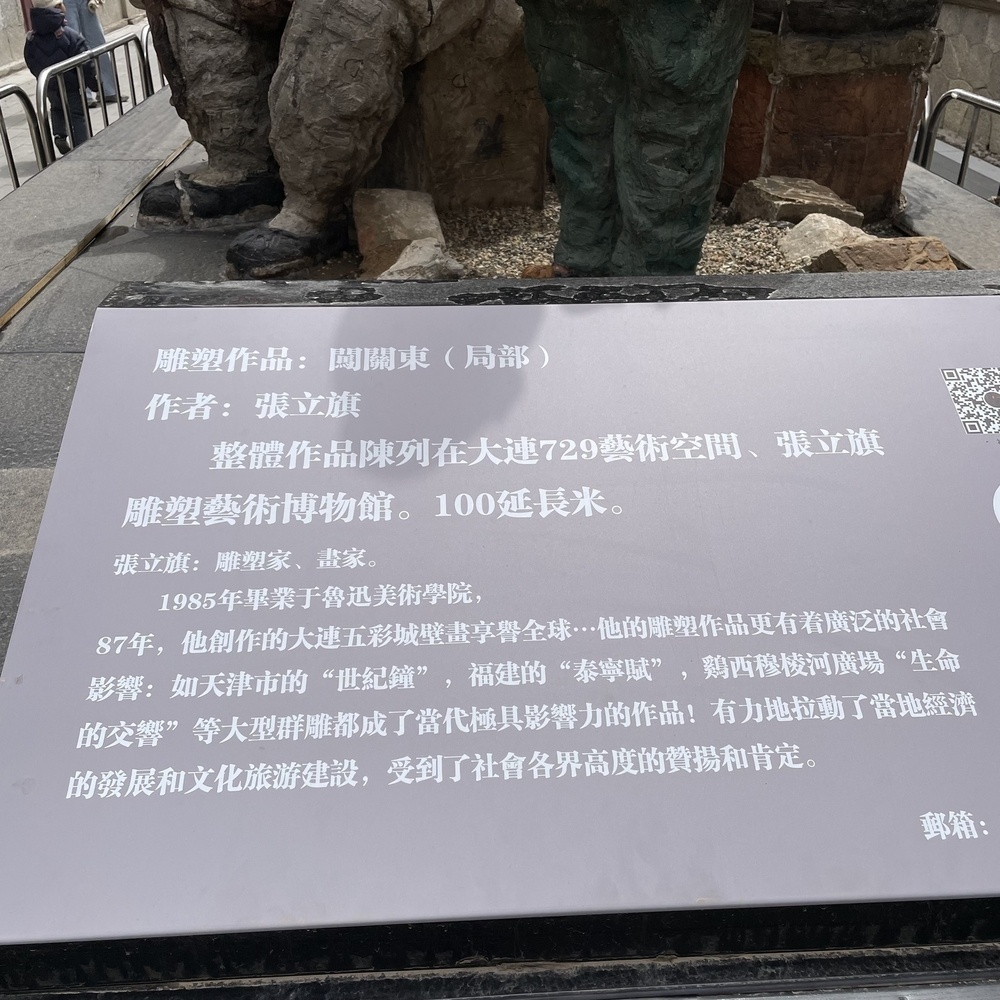 雕塑作品：闖關東（局部）
作者：張立旗
整體作品陳列在大連729藝術空間、張立旗
雕塑藝術博物館。100延長米。
張立旗：雕塑家、畫家。
1985年畢業于魯迅美術學院，
87年，他創作的大連五彩城壁畫享譽全球…他的雕塑作品更有着廣泛的社會
影響：如天津市的“世紀鐘”，福建的“泰寧賦”，鷄西穆棱河廣場“生命
的交響”等大型群雕都成了當代極具影響力的作品！有力地拉動了當地經濟
的發展和文化旅游建設，受到了社會各界高度的贊揚和肯定。
郵箱：